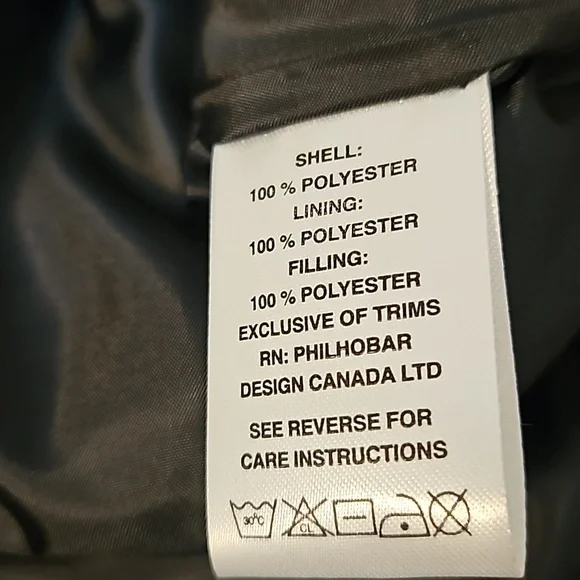 SHELL:
100 % POLYESTER
LINING:
100 % POLYESTER
FILLING:
100 % POLYESTER
EXCLUSIVE OF TRIMS
RN: PHILHOBAR
DESIGN CANADA LTD
SEE REVERSE FOR
CARE INSTRUCTIONS
30°C CL